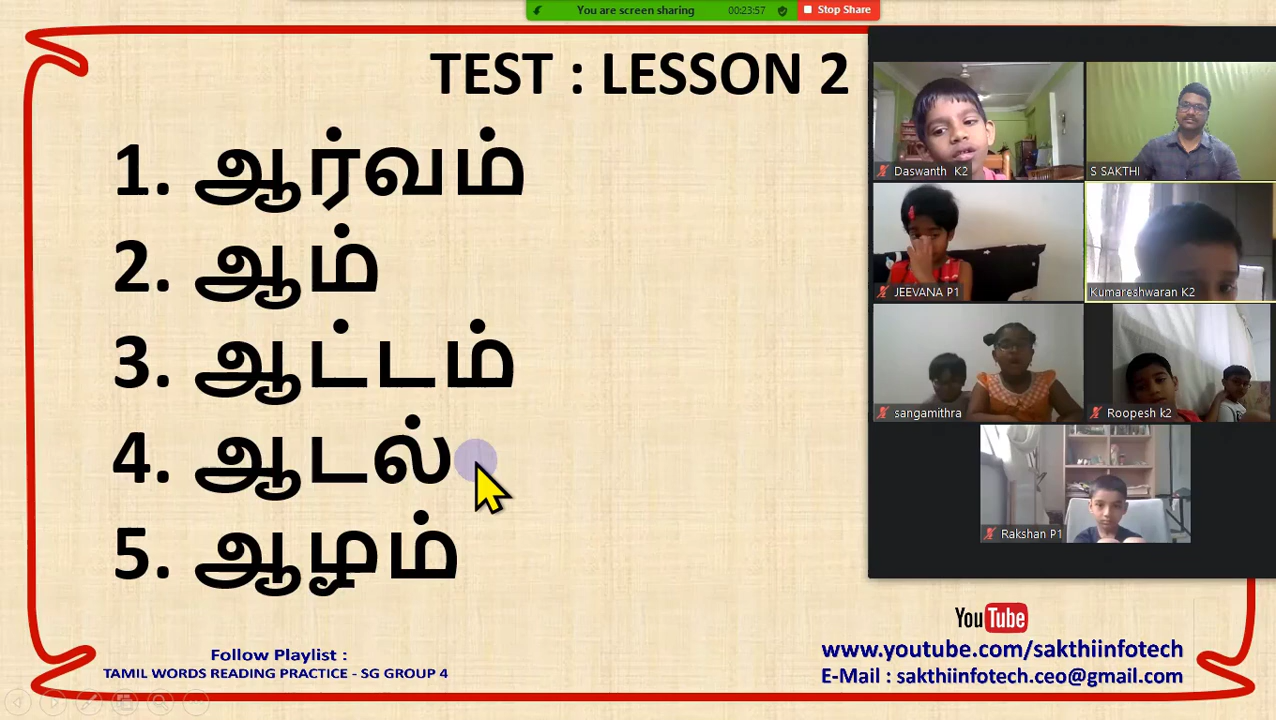 You are screen sharing 00:23:57 Stop Share
TEST : LESSON 2
1. ஆர்வம்
2. ஆம்
3. ஆட்டம்
4. ஆடல்
5. ஆழம்
Daswanth K2
S SAKTHI
JEEVANA P1
Kumareshwaran K2
sangamithra
Roopesh k2
Rakshan P1
Follow Playlist :
TAMIL WORDS READING PRACTICE - SG GROUP 4
YouTube
www.youtube.com/sakthiinfotech
E-Mail : sakthiinfotech.ceo@gmail.com